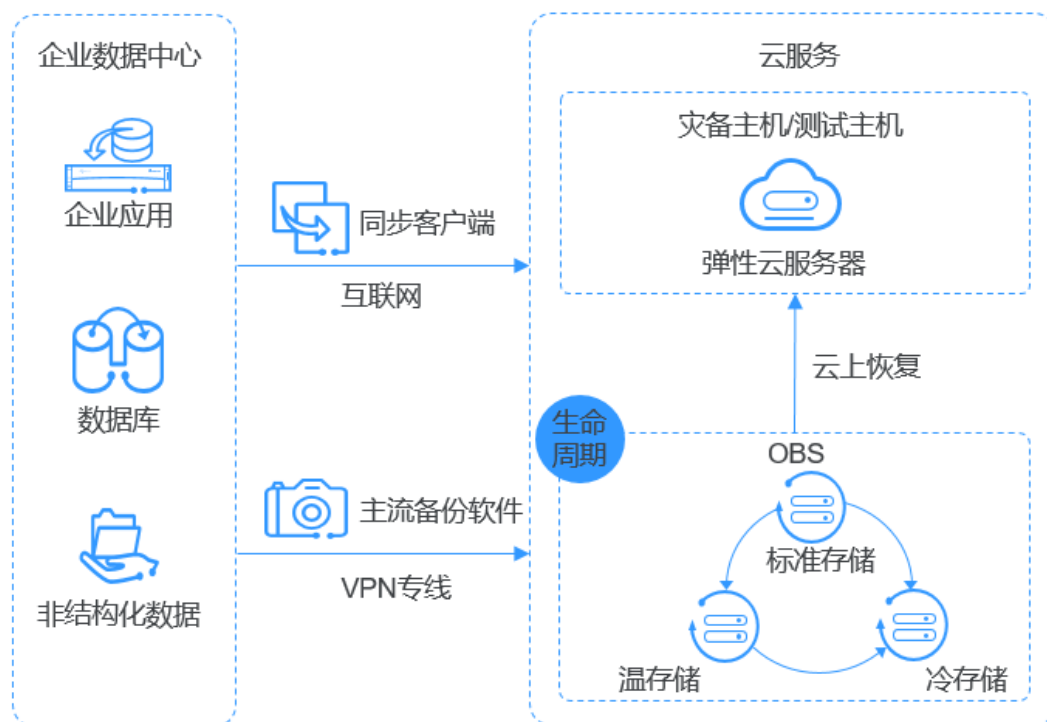 企业数据中心
企业应用
数据库
非结构化数据
同步客户端
互联网
主流备份软件
VPN专线
云服务
灾备主机/测试主机
弹性云服务器
云上恢复
生命
周期
OBS
标准存储
温存储
冷存储